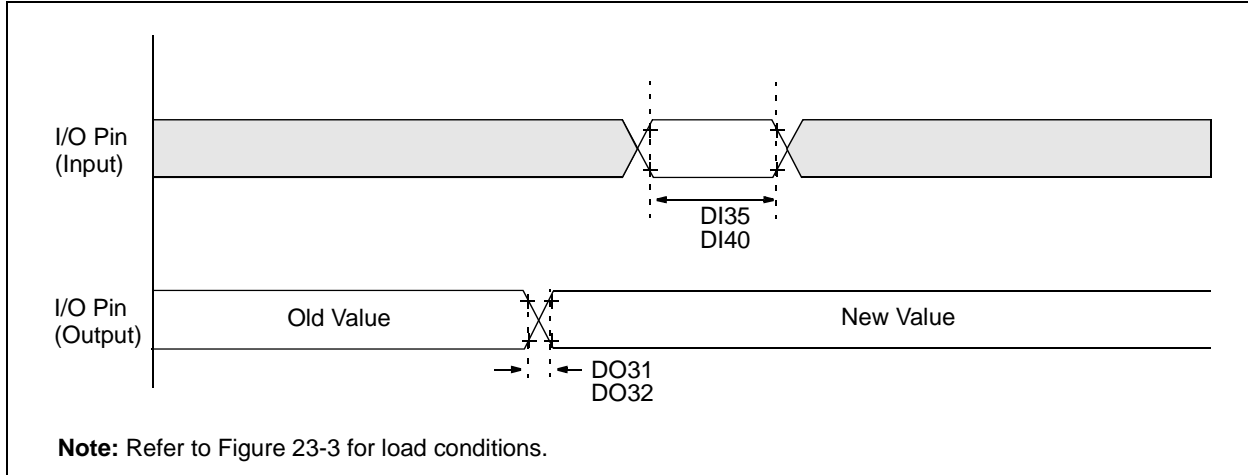 I/O Pin
(Input)
DI35
DI40
I/O Pin
(Output)
Old Value
New Value
DO31
DO32
Note: Refer to Figure 23-3 for load conditions.